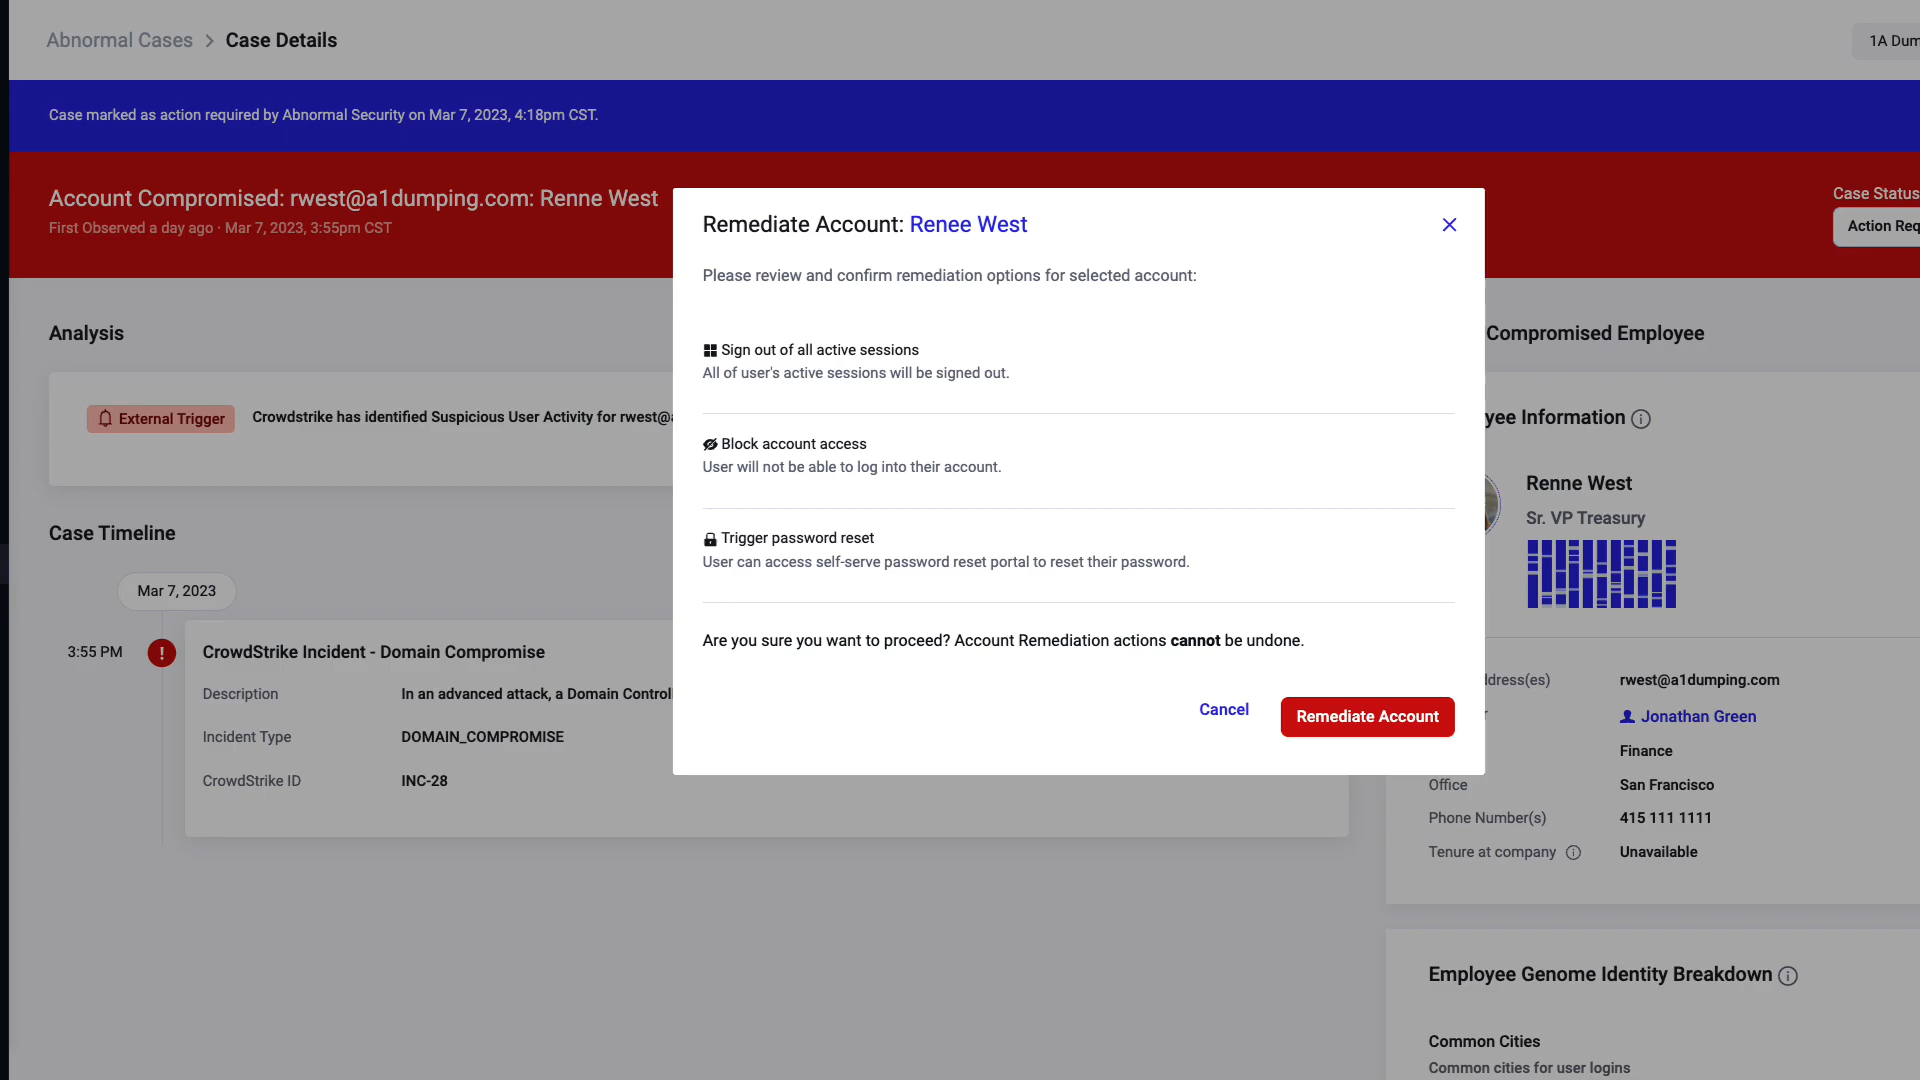 Abnormal Cases > Case Details
1A Dum
Case marked as action required by Abnormal Security on Mar 7, 2023, 4:18pm CST.
Account Compromised: rwest@a1dumping.com: Renne West
First Observed a day ago · Mar 7, 2023, 3:55pm CST
Case Status
Action Req
Remediate Account: Renee West
Please review and confirm remediation options for selected account:
Sign out of all active sessions
All of user's active sessions will be signed out.
Block account access
User will not be able to log into their account.
Trigger password reset
User can access self-serve password reset portal to reset their password.
Are you sure you want to proceed? Account Remediation actions cannot be undone.
Cancel
Remediate Account
Analysis
External Trigger
Crowdstrike has identified Suspicious User Activity for rwest@
Case Timeline
Mar 7, 2023
3:55 PM
CrowdStrike Incident - Domain Compromise
Description
In an advanced attack, a Domain Control
Incident Type
DOMAIN_COMPROMISE
CrowdStrike ID
INC-28
Compromised Employee
yee Information
Renne West
Sr. VP Treasury
ddress(es)
rwest@a1dumping.com
r
Jonathan Green
Finance
Office
San Francisco
Phone Number(s)
415 111 1111
Tenure at company
Unavailable
Employee Genome Identity Breakdown
Common Cities
Common cities for user logins